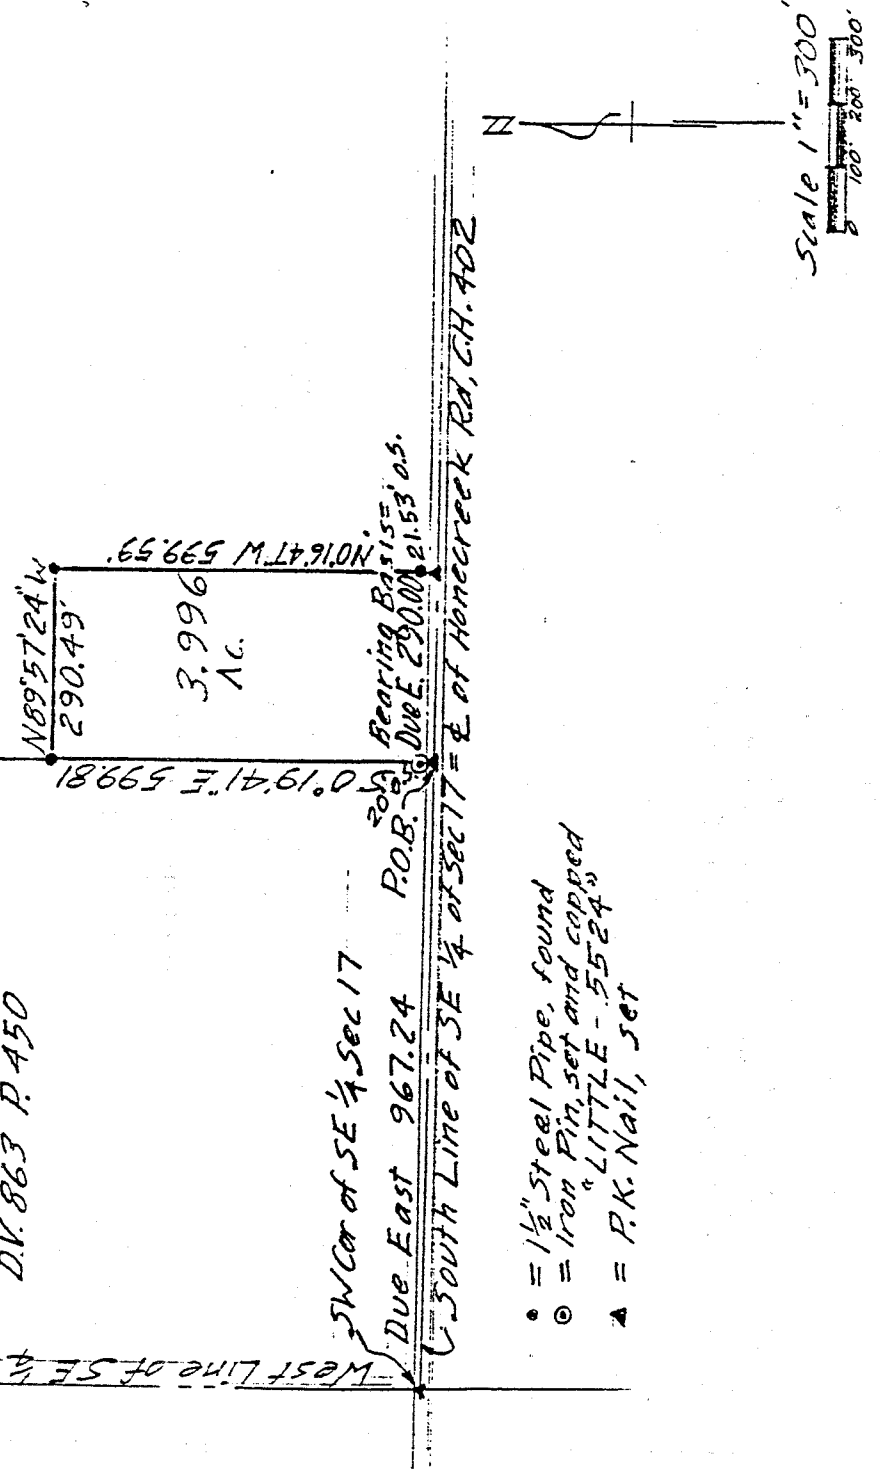 D.V. 863 P. 450
West Line of SE ¼
SW Cor of SE ¼ Sec 17
Due East 967.24
P.O.B.
S 0°19'41" E 599.81
N89°57'24"W
290.49'
3.996
Ac.
N0°16'47"W 599.59'
Bearing Basis =
Due E. 290.00
21.53' o.s.
South Line of SE ¼ of Sec 17 = ℄ of Honecreek Rd, C.H. 402
N
• = 1½" Steel Pipe, found
◉ = Iron Pin, set and capped
"LITTLE - 5524"
▲ = P.K. Nail, set
Scale 1" = 300'
0 100' 200' 300'